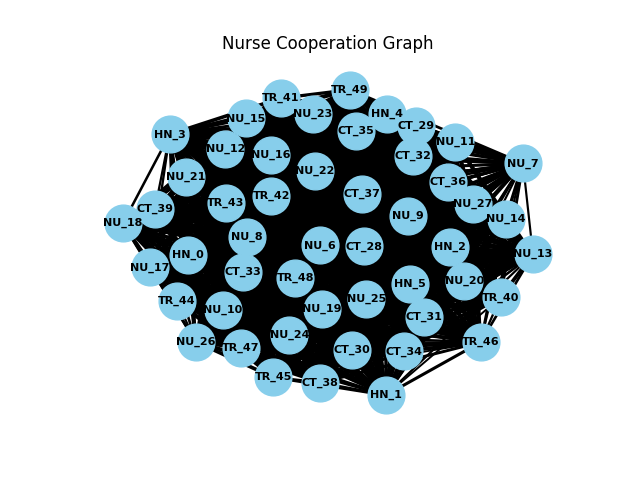 Nurse Cooperation Graph
TR_49
TR_41
NU_23
HN_4
NU_15
CT_29
CT_35
HN_3
NU_11
NU_12
NU_16
CT_32
NU_7
NU_22
NU_21
CT_36
CT_37
TR_42
TR_43
NU_27
CT_39
NU_9
NU_14
NU_18
NU_8
NU_6
CT_28
HN_2
NU_13
HN_0
NU_17
CT_33
TR_48
NU_20
HN_5
TR_40
NU_25
TR_44
NU_10
NU_19
CT_31
NU_24
NU_26
TR_46
TR_47
CT_30
CT_34
TR_45
CT_38
HN_1